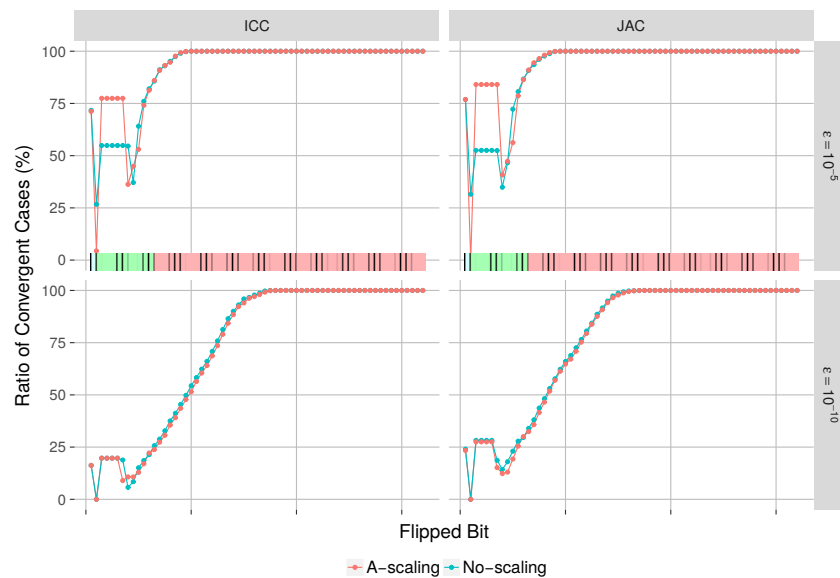 ICC
JAC
100
75
50
25
0
ε = 10⁻⁵
100
75
50
25
0
ε = 10⁻¹⁰
Ratio of Convergent Cases (%)
Flipped Bit
A−scaling No−scaling